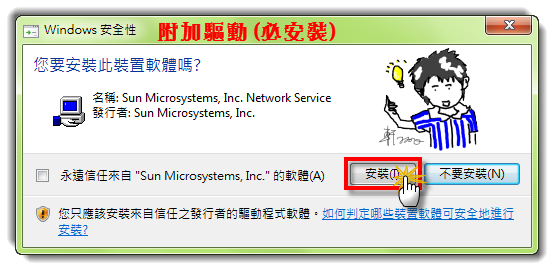 Windows 安全性
附加驅動(必安裝)
您要安裝此裝置軟體嗎?
名稱: Sun Microsystems, Inc. Network Service
發行者: Sun Microsystems, Inc.
永遠信任來自 "Sun Microsystems, Inc." 的軟體(A)
安裝(I)
不要安裝(N)
您只應該安裝來自信任之發行者的驅動程式軟體。如何判定哪些裝置軟體可安全地進行
安裝?